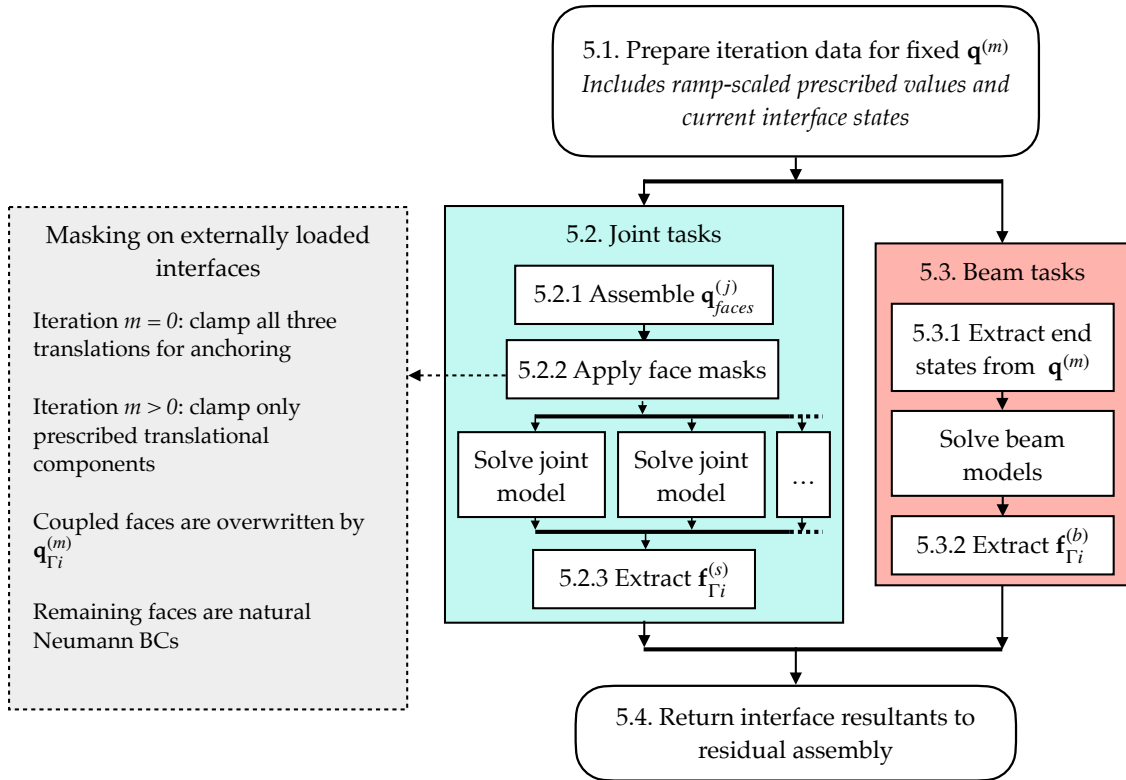 5.1. Prepare iteration data for fixed q^(m)
Includes ramp-scaled prescribed values and
current interface states
Masking on externally loaded
interfaces
Iteration m = 0: clamp all three
translations for anchoring
Iteration m > 0: clamp only
prescribed translational
components
Coupled faces are overwritten by
q_Γi^(m)
Remaining faces are natural
Neumann BCs
5.2. Joint tasks
5.2.1 Assemble q_faces^(j)
5.2.2 Apply face masks
Solve joint
model
Solve joint
model
...
5.2.3 Extract f_Γi^(s)
5.3. Beam tasks
5.3.1 Extract end
states from q^(m)
Solve beam
models
5.3.2 Extract f_Γi^(b)
5.4. Return interface resultants to
residual assembly